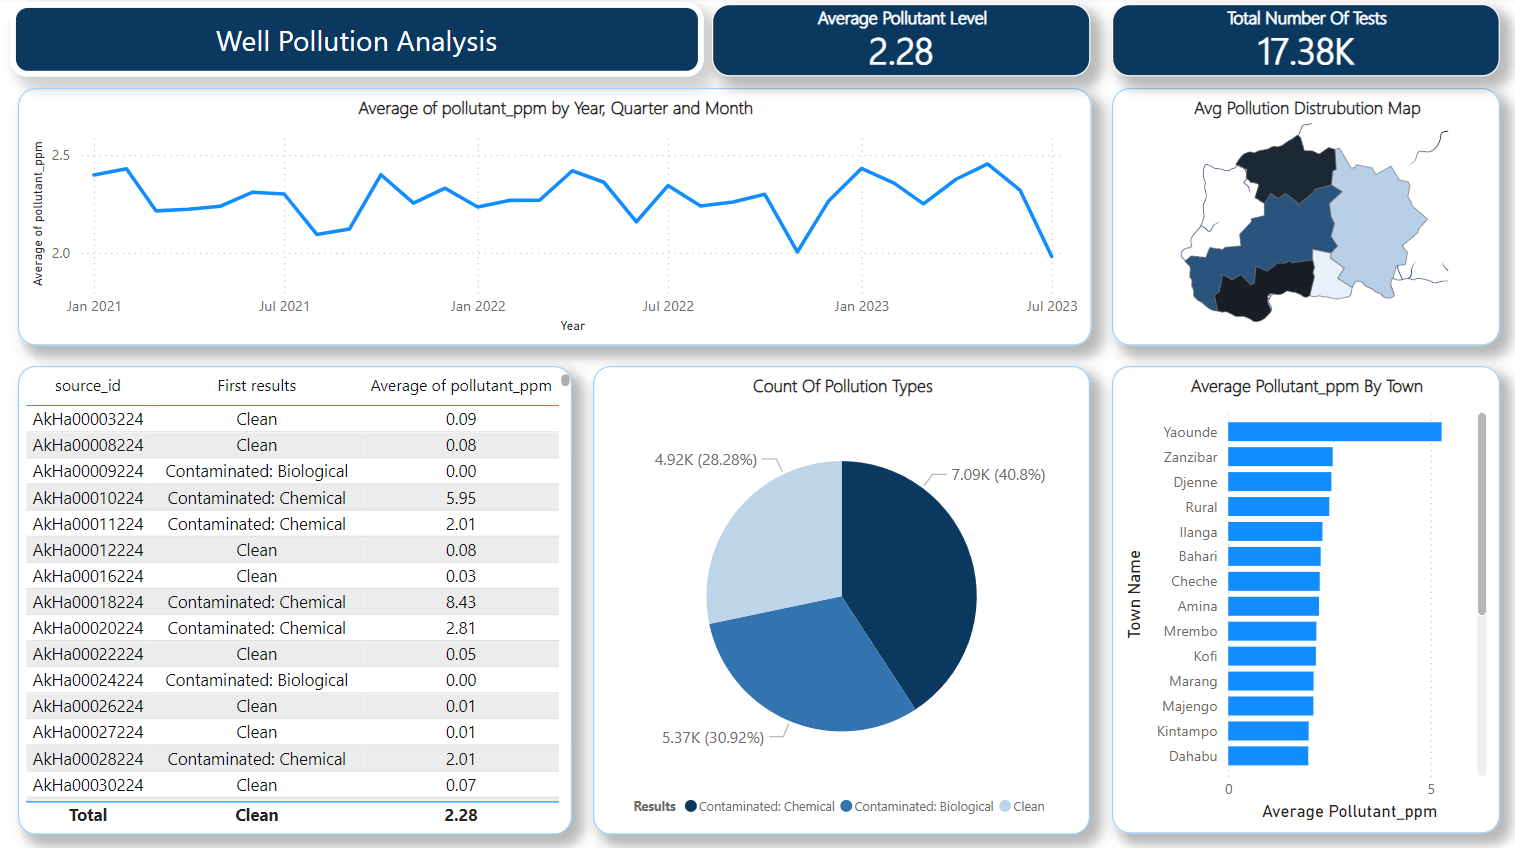 Well Pollution Analysis
Average Pollutant Level
2.28
Total Number Of Tests
17.38K
Average of pollutant_ppm by Year, Quarter and Month
Average of pollutant_ppm
2.5
2.0
Jan 2021 Jul 2021 Jan 2022 Jul 2022 Jan 2023 Jul 2023
Year
Avg Pollution Distrubution Map
source_id First results Average of pollutant_ppm
AkHa00003224 Clean 0.09
AkHa00008224 Clean 0.08
AkHa00009224 Contaminated: Biological 0.00
AkHa00010224 Contaminated: Chemical 5.95
AkHa00011224 Contaminated: Chemical 2.01
AkHa00012224 Clean 0.08
AkHa00016224 Clean 0.03
AkHa00018224 Contaminated: Chemical 8.43
AkHa00020224 Contaminated: Chemical 2.81
AkHa00022224 Clean 0.05
AkHa00024224 Contaminated: Biological 0.00
AkHa00026224 Clean 0.01
AkHa00027224 Clean 0.01
AkHa00028224 Contaminated: Chemical 2.01
AkHa00030224 Clean 0.07
Total Clean 2.28
Count Of Pollution Types
4.92K (28.28%)
7.09K (40.8%)
5.37K (30.92%)
Results Contaminated: Chemical Contaminated: Biological Clean
Average Pollutant_ppm By Town
Town Name
Yaounde
Zanzibar
Djenne
Rural
Ilanga
Bahari
Cheche
Amina
Mrembo
Kofi
Marang
Majengo
Kintampo
Dahabu
0 5
Average Pollutant_ppm